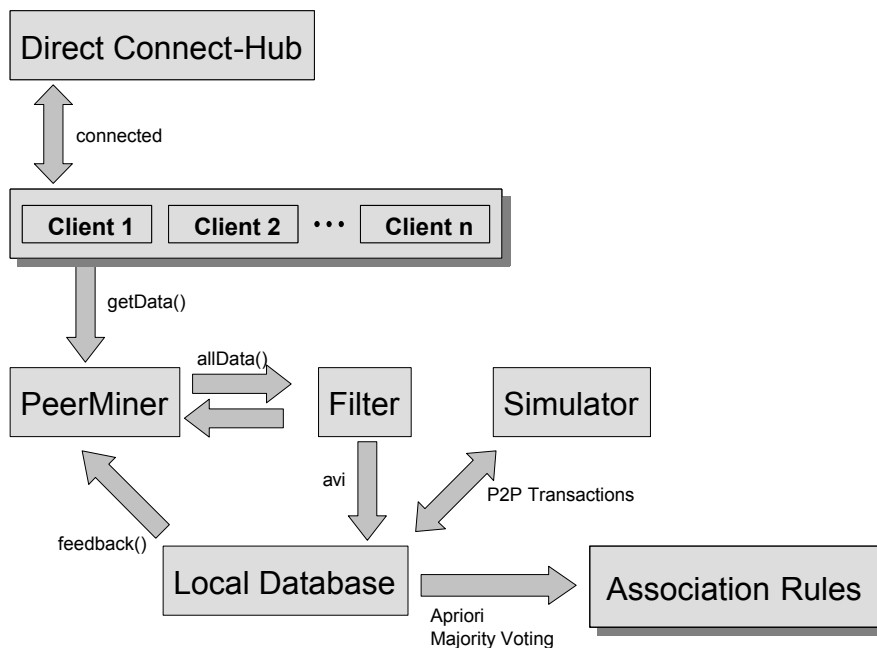 Direct Connect-Hub
connected
Client 1 Client 2 ··· Client n
getData()
allData()
PeerMiner Filter Simulator
avi
P2P Transactions
feedback()
Local Database Association Rules
Apriori
Majority Voting